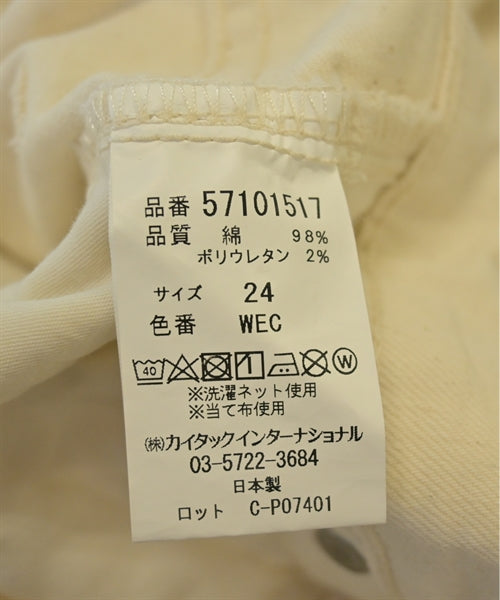 品番 57101517
品質 綿 98%
ポリウレタン 2%
サイズ 24
色番 WEC
40 W
※洗濯ネット使用
※当て布使用
㈱カイタックインターナショナル
03-5722-3684
日本製
ロット C-P07401